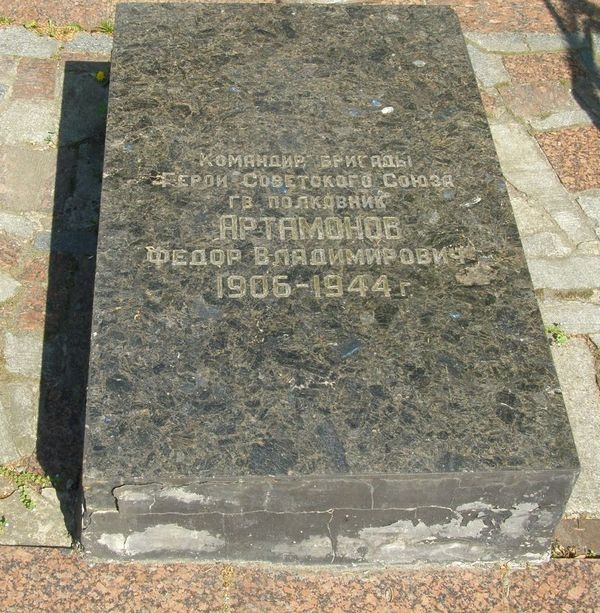 Командир бригады
Герой Советского Союза
гв полковник
Артамонов
Федор Владимирович
1906-1944 г.